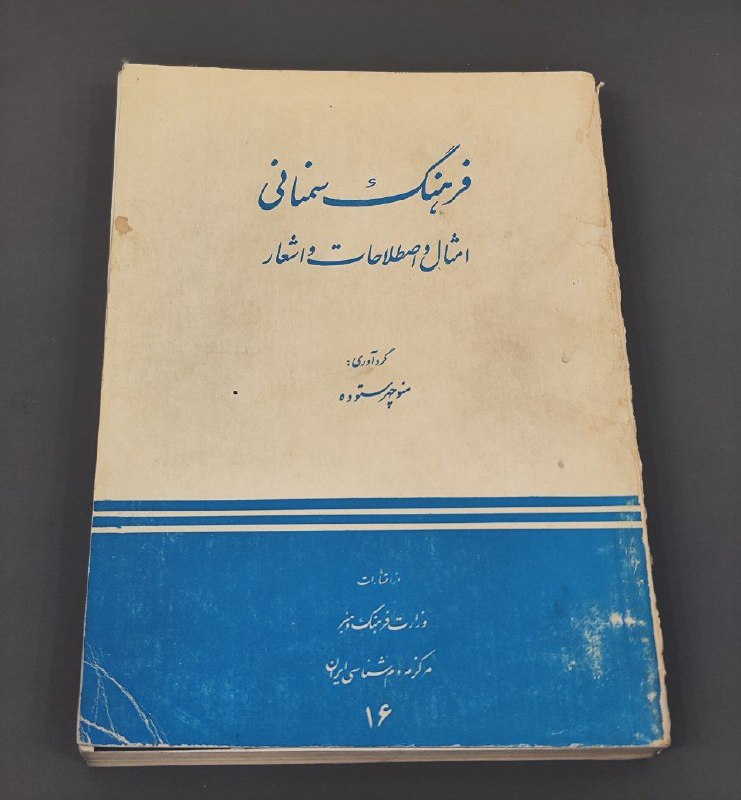 فرهنگ سمنانی
امثال و اصطلاحات و اشعار
گردآوری:
منوچهر ستوده
از انتشارات
وزارت فرهنگ و هنر
مرکز مردم شناسی ایران
۱۶